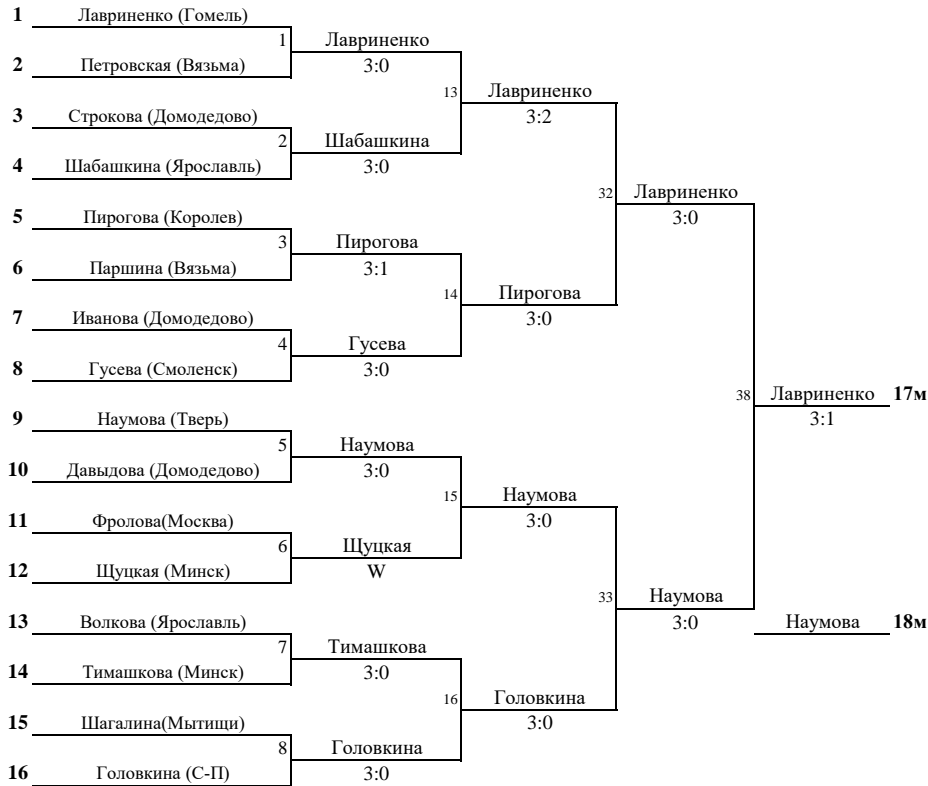 1 Лавриненко (Гомель)
1 Лавриненко
2 Петровская (Вязьма) 3:0
13 Лавриненко
3 Строкова (Домодедово) 3:2
2 Шабашкина
4 Шабашкина (Ярославль) 3:0
32 Лавриненко
5 Пирогова (Королев) 3:0
3 Пирогова
6 Паршина (Вязьма) 3:1
14 Пирогова
7 Иванова (Домодедово) 3:0
4 Гусева
8 Гусева (Смоленск) 3:0
38 Лавриненко 17м
9 Наумова (Тверь) 3:1
5 Наумова
10 Давыдова (Домодедово) 3:0
15 Наумова
11 Фролова(Москва) 3:0
6 Щуцкая
12 Щуцкая (Минск) W
33 Наумова
13 Волкова (Ярославль) 3:0 Наумова 18м
7 Тимашкова
14 Тимашкова (Минск) 3:0
16 Головкина
15 Шагалина(Мытищи) 3:0
8 Головкина
16 Головкина (С-П) 3:0